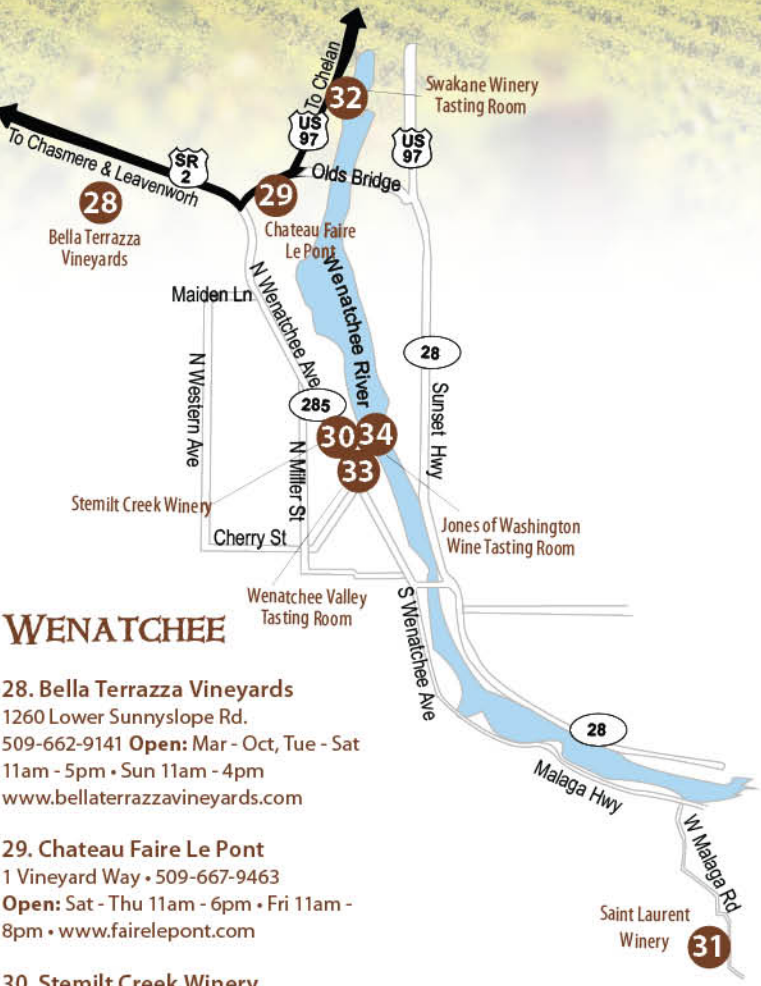 To Chelan
32
Swakane Winery
Tasting Room
US
97
US
97
To Chasmere & Leavenworh
SR
2
Olds Bridge
28
29
Bella Terrazza
Vineyards
Chateau Faire
Le Pont
Wenatchee River
Maiden Ln
N Wenatchee Ave
28
N Western Ave
285
Sunset Hwy
30
34
33
N Miller St
Stemilt Creek Winery
Jones of Washington
Wine Tasting Room
Cherry St
Wenatchee Valley
Tasting Room
S Wenatchee Ave
WENATCHEE
28. Bella Terrazza Vineyards
1260 Lower Sunnyslope Rd.
509-662-9141 Open: Mar - Oct, Tue - Sat
11am - 5pm • Sun 11am - 4pm
www.bellaterrazzavineyards.com
28
Malaga Hwy
W Malaga Rd
29. Chateau Faire Le Pont
1 Vineyard Way • 509-667-9463
Open: Sat - Thu 11am - 6pm • Fri 11am -
8pm • www.fairelepont.com
Saint Laurent
Winery
31
30. Stemilt Creek Winery